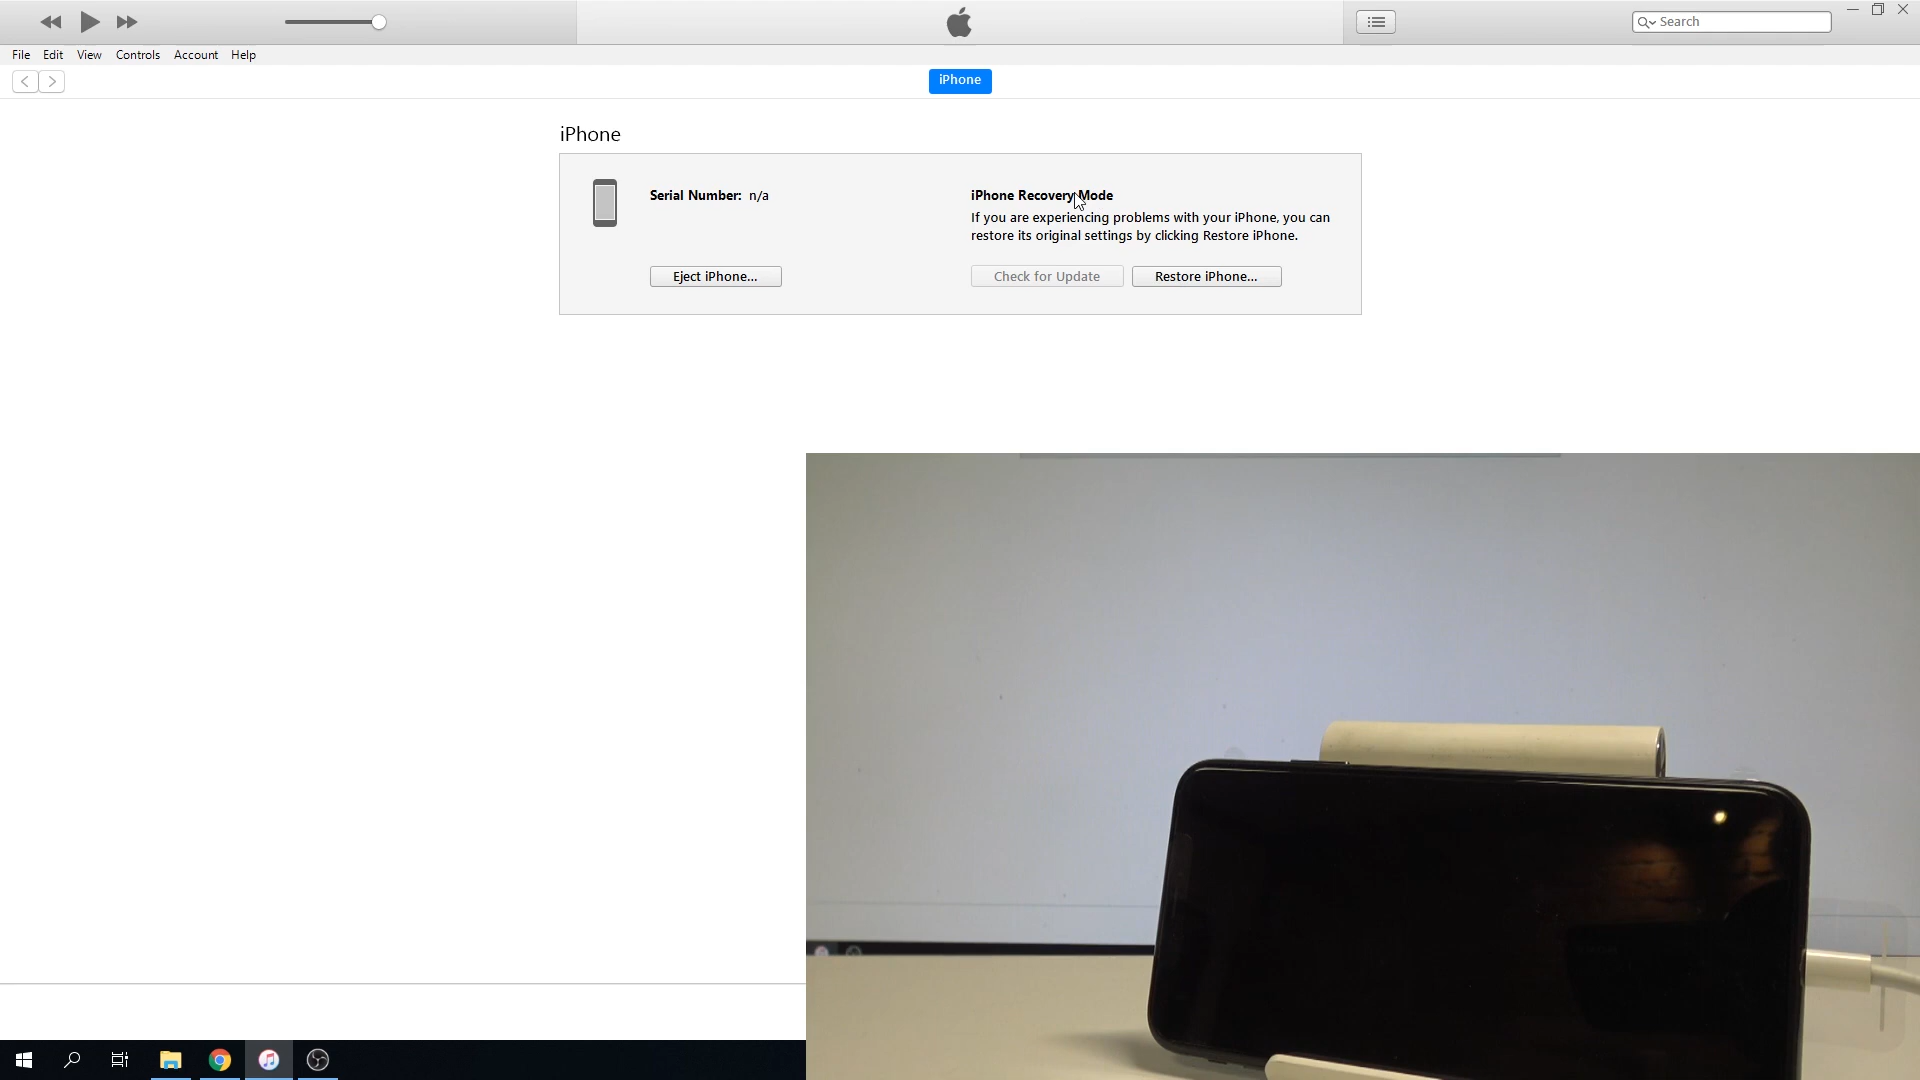 Search
File Edit View Controls Account Help
iPhone
iPhone
Serial Number: n/a
iPhone Recovery Mode
If you are experiencing problems with your iPhone, you can
restore its original settings by clicking Restore iPhone.
Eject iPhone...
Check for Update
Restore iPhone...